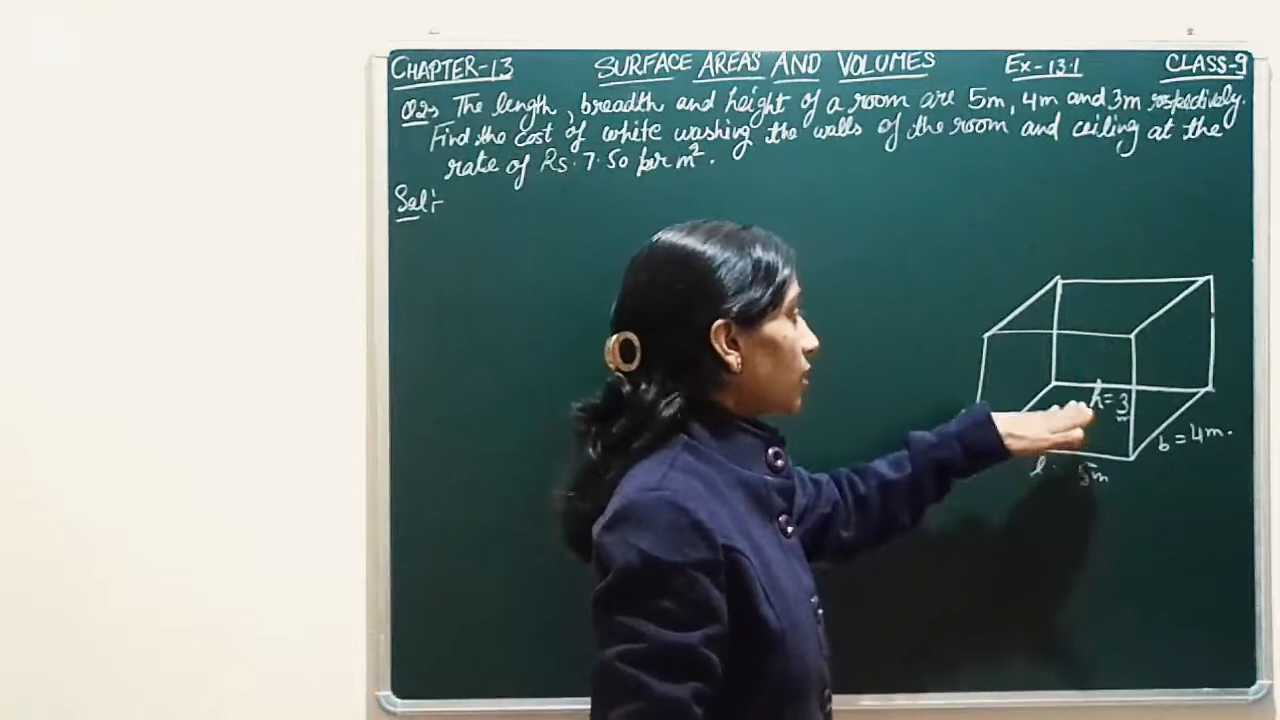 CHAPTER-13 SURFACE AREAS AND VOLUMES Ex-13.1 CLASS-9
Q2→ The length, breadth and height of a room are 5m, 4m and 3m respectively.
Find the cost of white washing the walls of the room and ceiling at the
rate of Rs. 7.50 per m².
Sol:-
h=3
m
b=4m.
l 5m